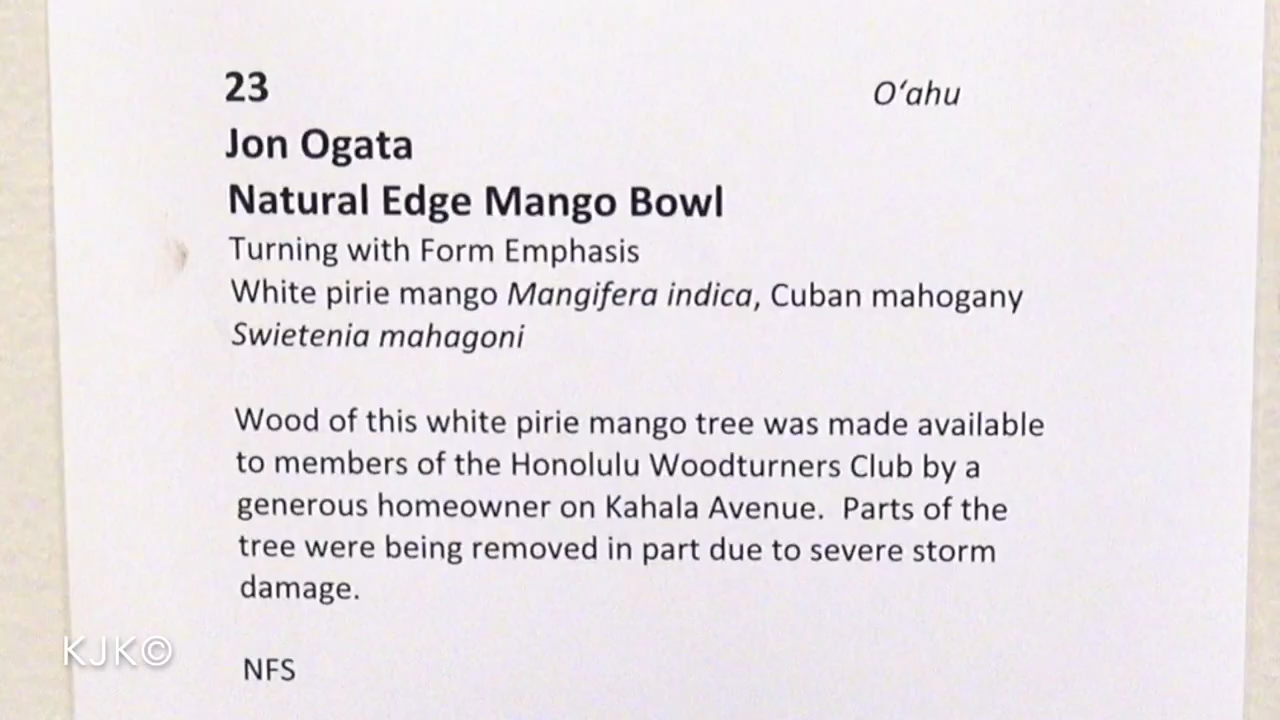 23 Oʻahu
Jon Ogata
Natural Edge Mango Bowl
Turning with Form Emphasis
White pirie mango Mangifera indica, Cuban mahogany
Swietenia mahagoni
Wood of this white pirie mango tree was made available
to members of the Honolulu Woodturners Club by a
generous homeowner on Kahala Avenue.  Parts of the
tree were being removed in part due to severe storm
damage.
KJK©
NFS